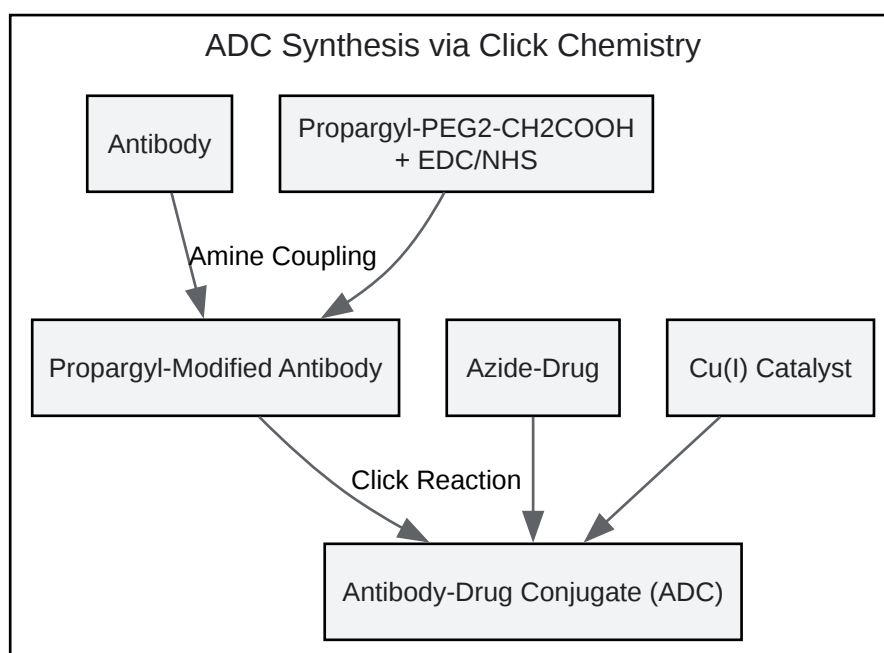 ADC Synthesis via Click Chemistry
Antibody
Propargyl-PEG2-CH2COOH
+ EDC/NHS
Amine Coupling
Propargyl-Modified Antibody
Azide-Drug
Cu(I) Catalyst
Click Reaction
Antibody-Drug Conjugate (ADC)